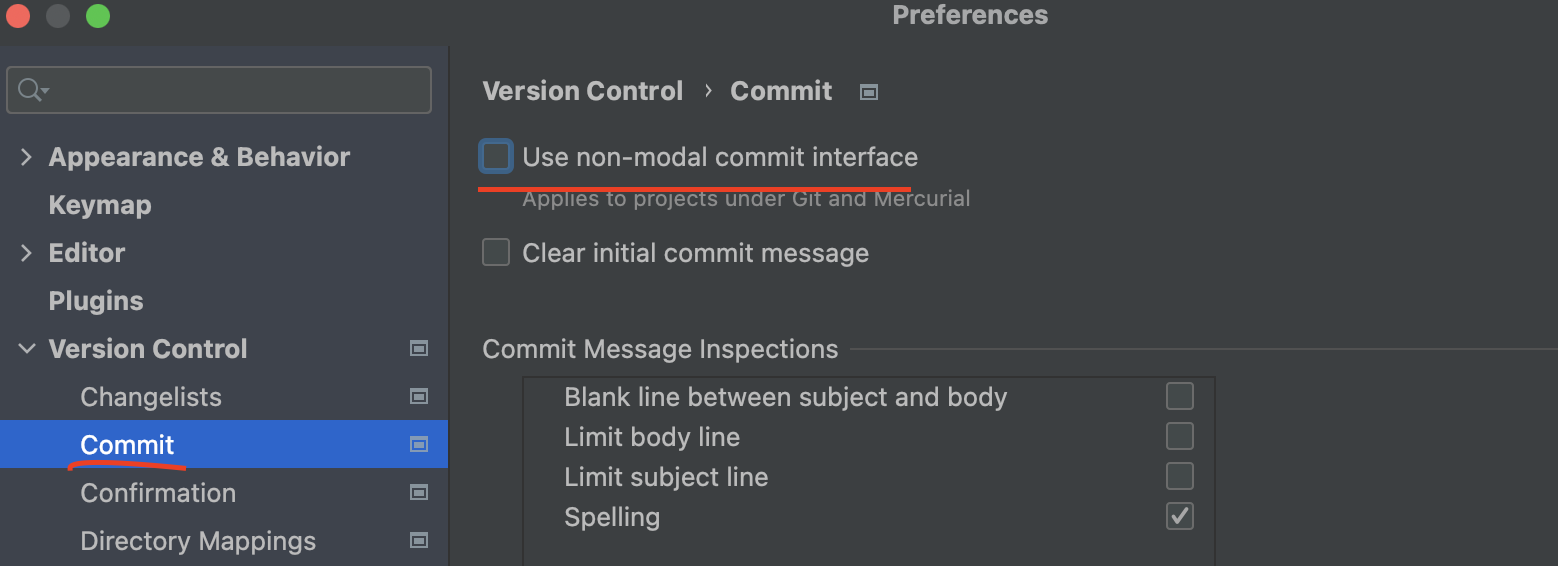 Preferences
Appearance & Behavior
Keymap
Editor
Plugins
Version Control
Changelists
Commit
Confirmation
Directory Mappings
Version Control › Commit
Use non-modal commit interface
Applies to projects under Git and Mercurial
Clear initial commit message
Commit Message Inspections
Blank line between subject and body
Limit body line
Limit subject line
Spelling